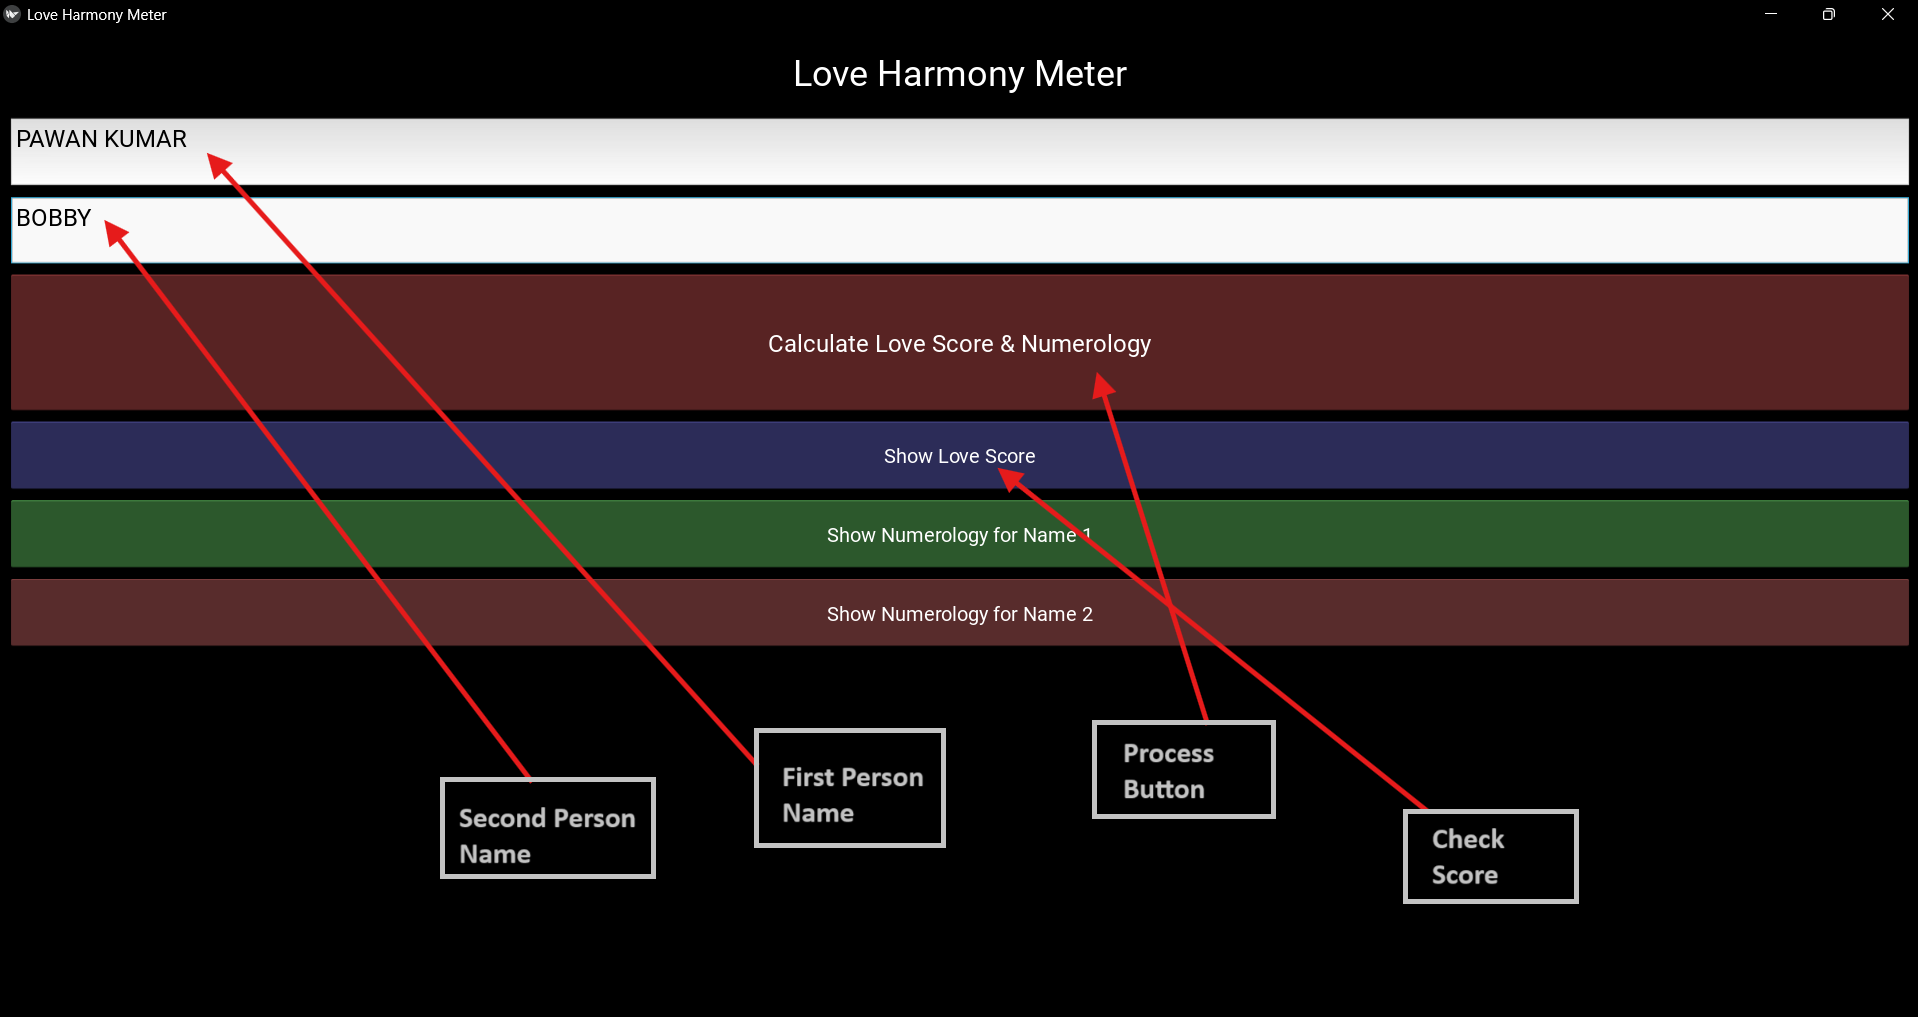 Love Harmony Meter
Love Harmony Meter
PAWAN KUMAR
BOBBY
Calculate Love Score & Numerology
Show Love Score
Show Numerology for Name 1
Show Numerology for Name 2
Second Person
Name
First Person
Name
Process
Button
Check
Score